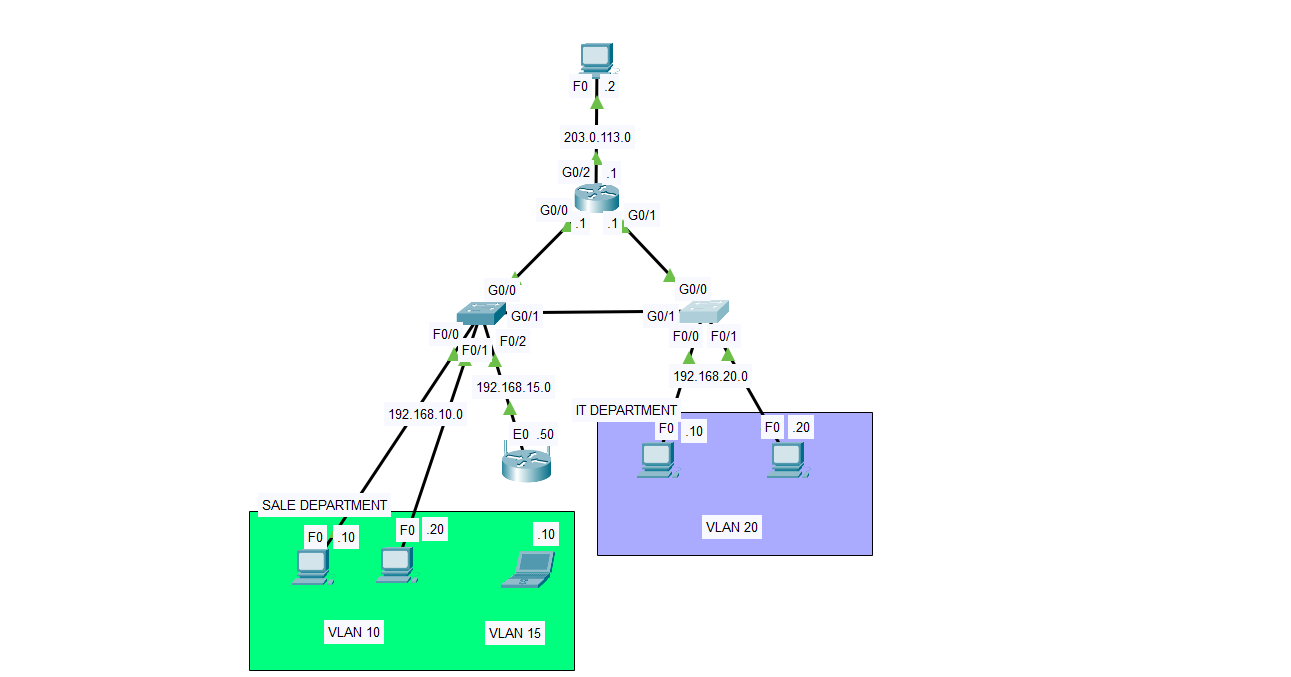 F0 .2
203.0.113.0
G0/2 .1
G0/0 .1 .1 G0/1
G0/0 G0/0
G0/1 G0/1
F0/0 F0/1 F0/2 F0/0 F0/1
192.168.15.0 192.168.20.0
192.168.10.0 IT DEPARTMENT
E0 .50 F0 .10 F0 .20
SALE DEPARTMENT
F0 .10 F0 .20 .10
VLAN 20
VLAN 10 VLAN 15